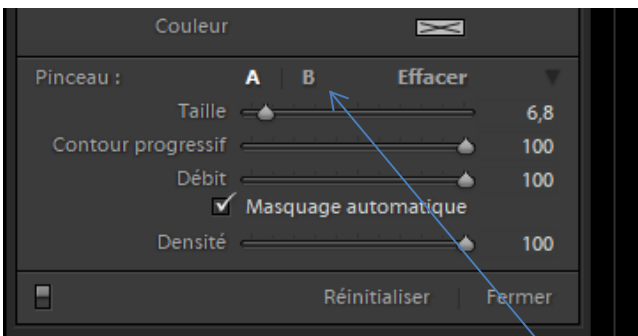 Couleur
Pinceau : A B Effacer
Taille 6,8
Contour progressif 100
Débit 100
Masquage automatique
Densité 100
Réinitialiser Fermer